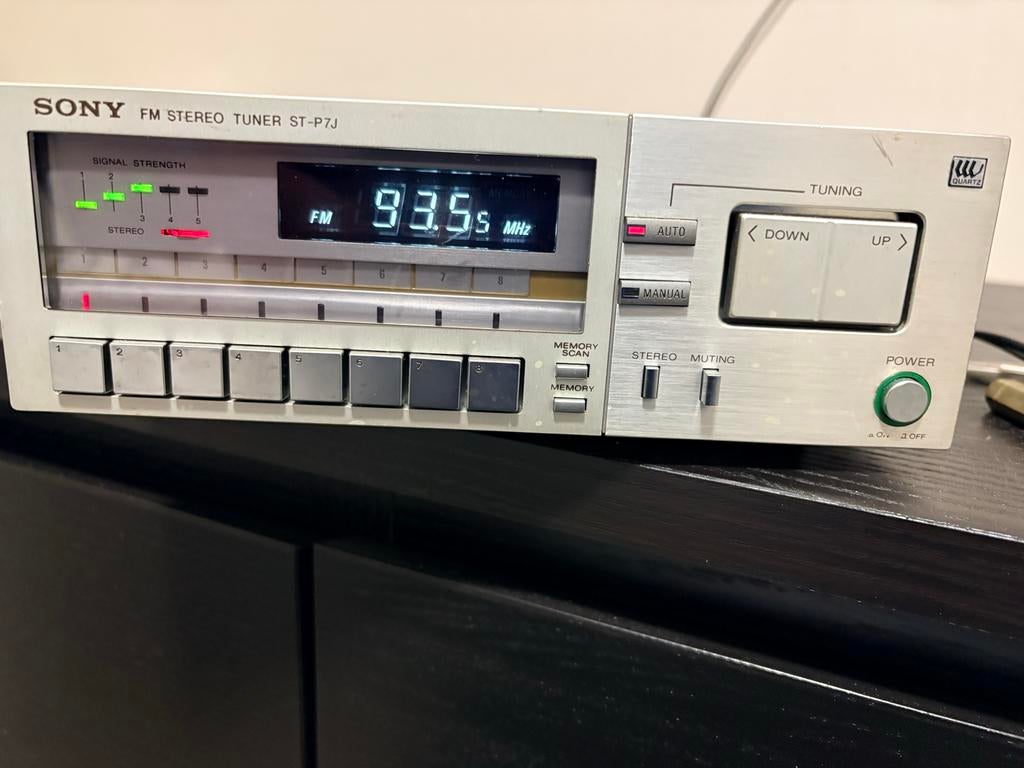 SONY FM STEREO TUNER ST-P7J
SIGNAL STRENGTH
1 2
3 4 5
STEREO
FM 93.55 MHz
1 2 3 4 5 6 7 8
1 2 3 4 5 6 7 8
MEMORY
SCAN
MEMORY
TUNING
AUTO
MANUAL
< DOWN UP >
STEREO MUTING
QUARTZ
POWER
ON OFF